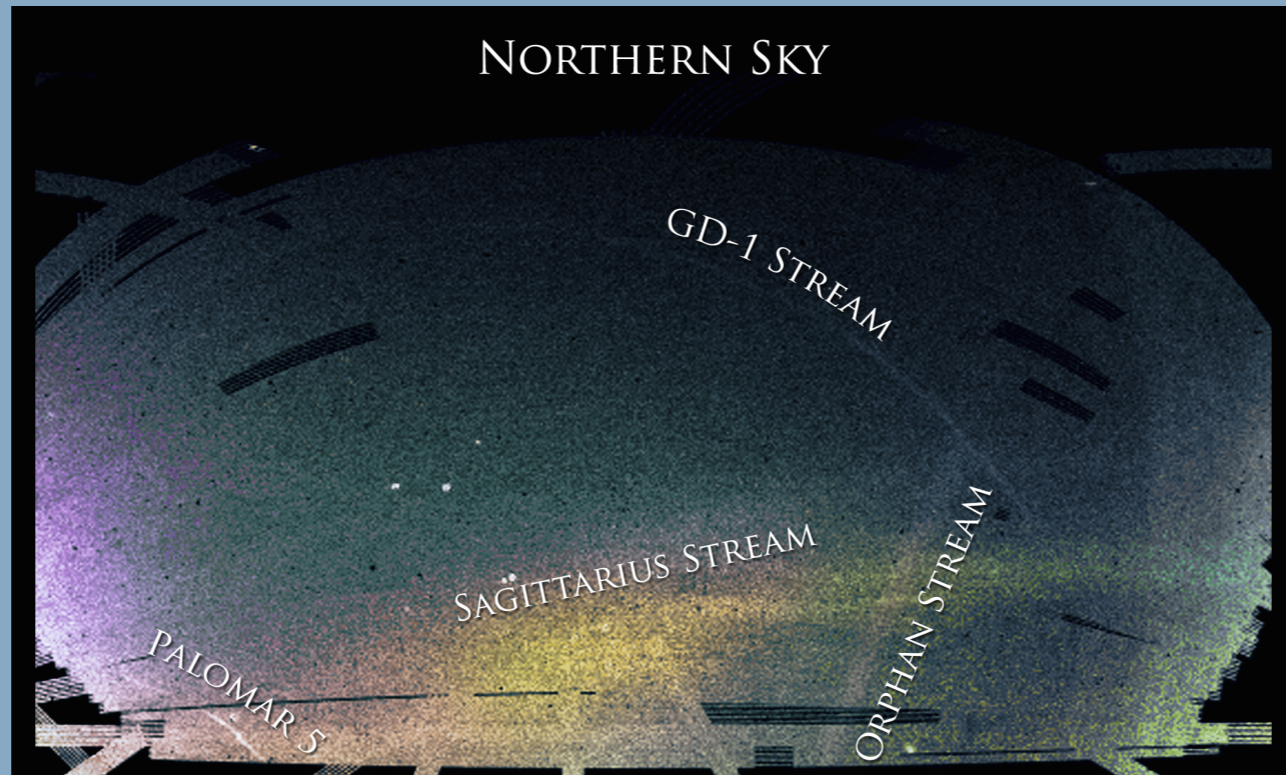 Northern Sky
GD-1 Stream
Sagittarius Stream
Orphan Stream
Palomar 5